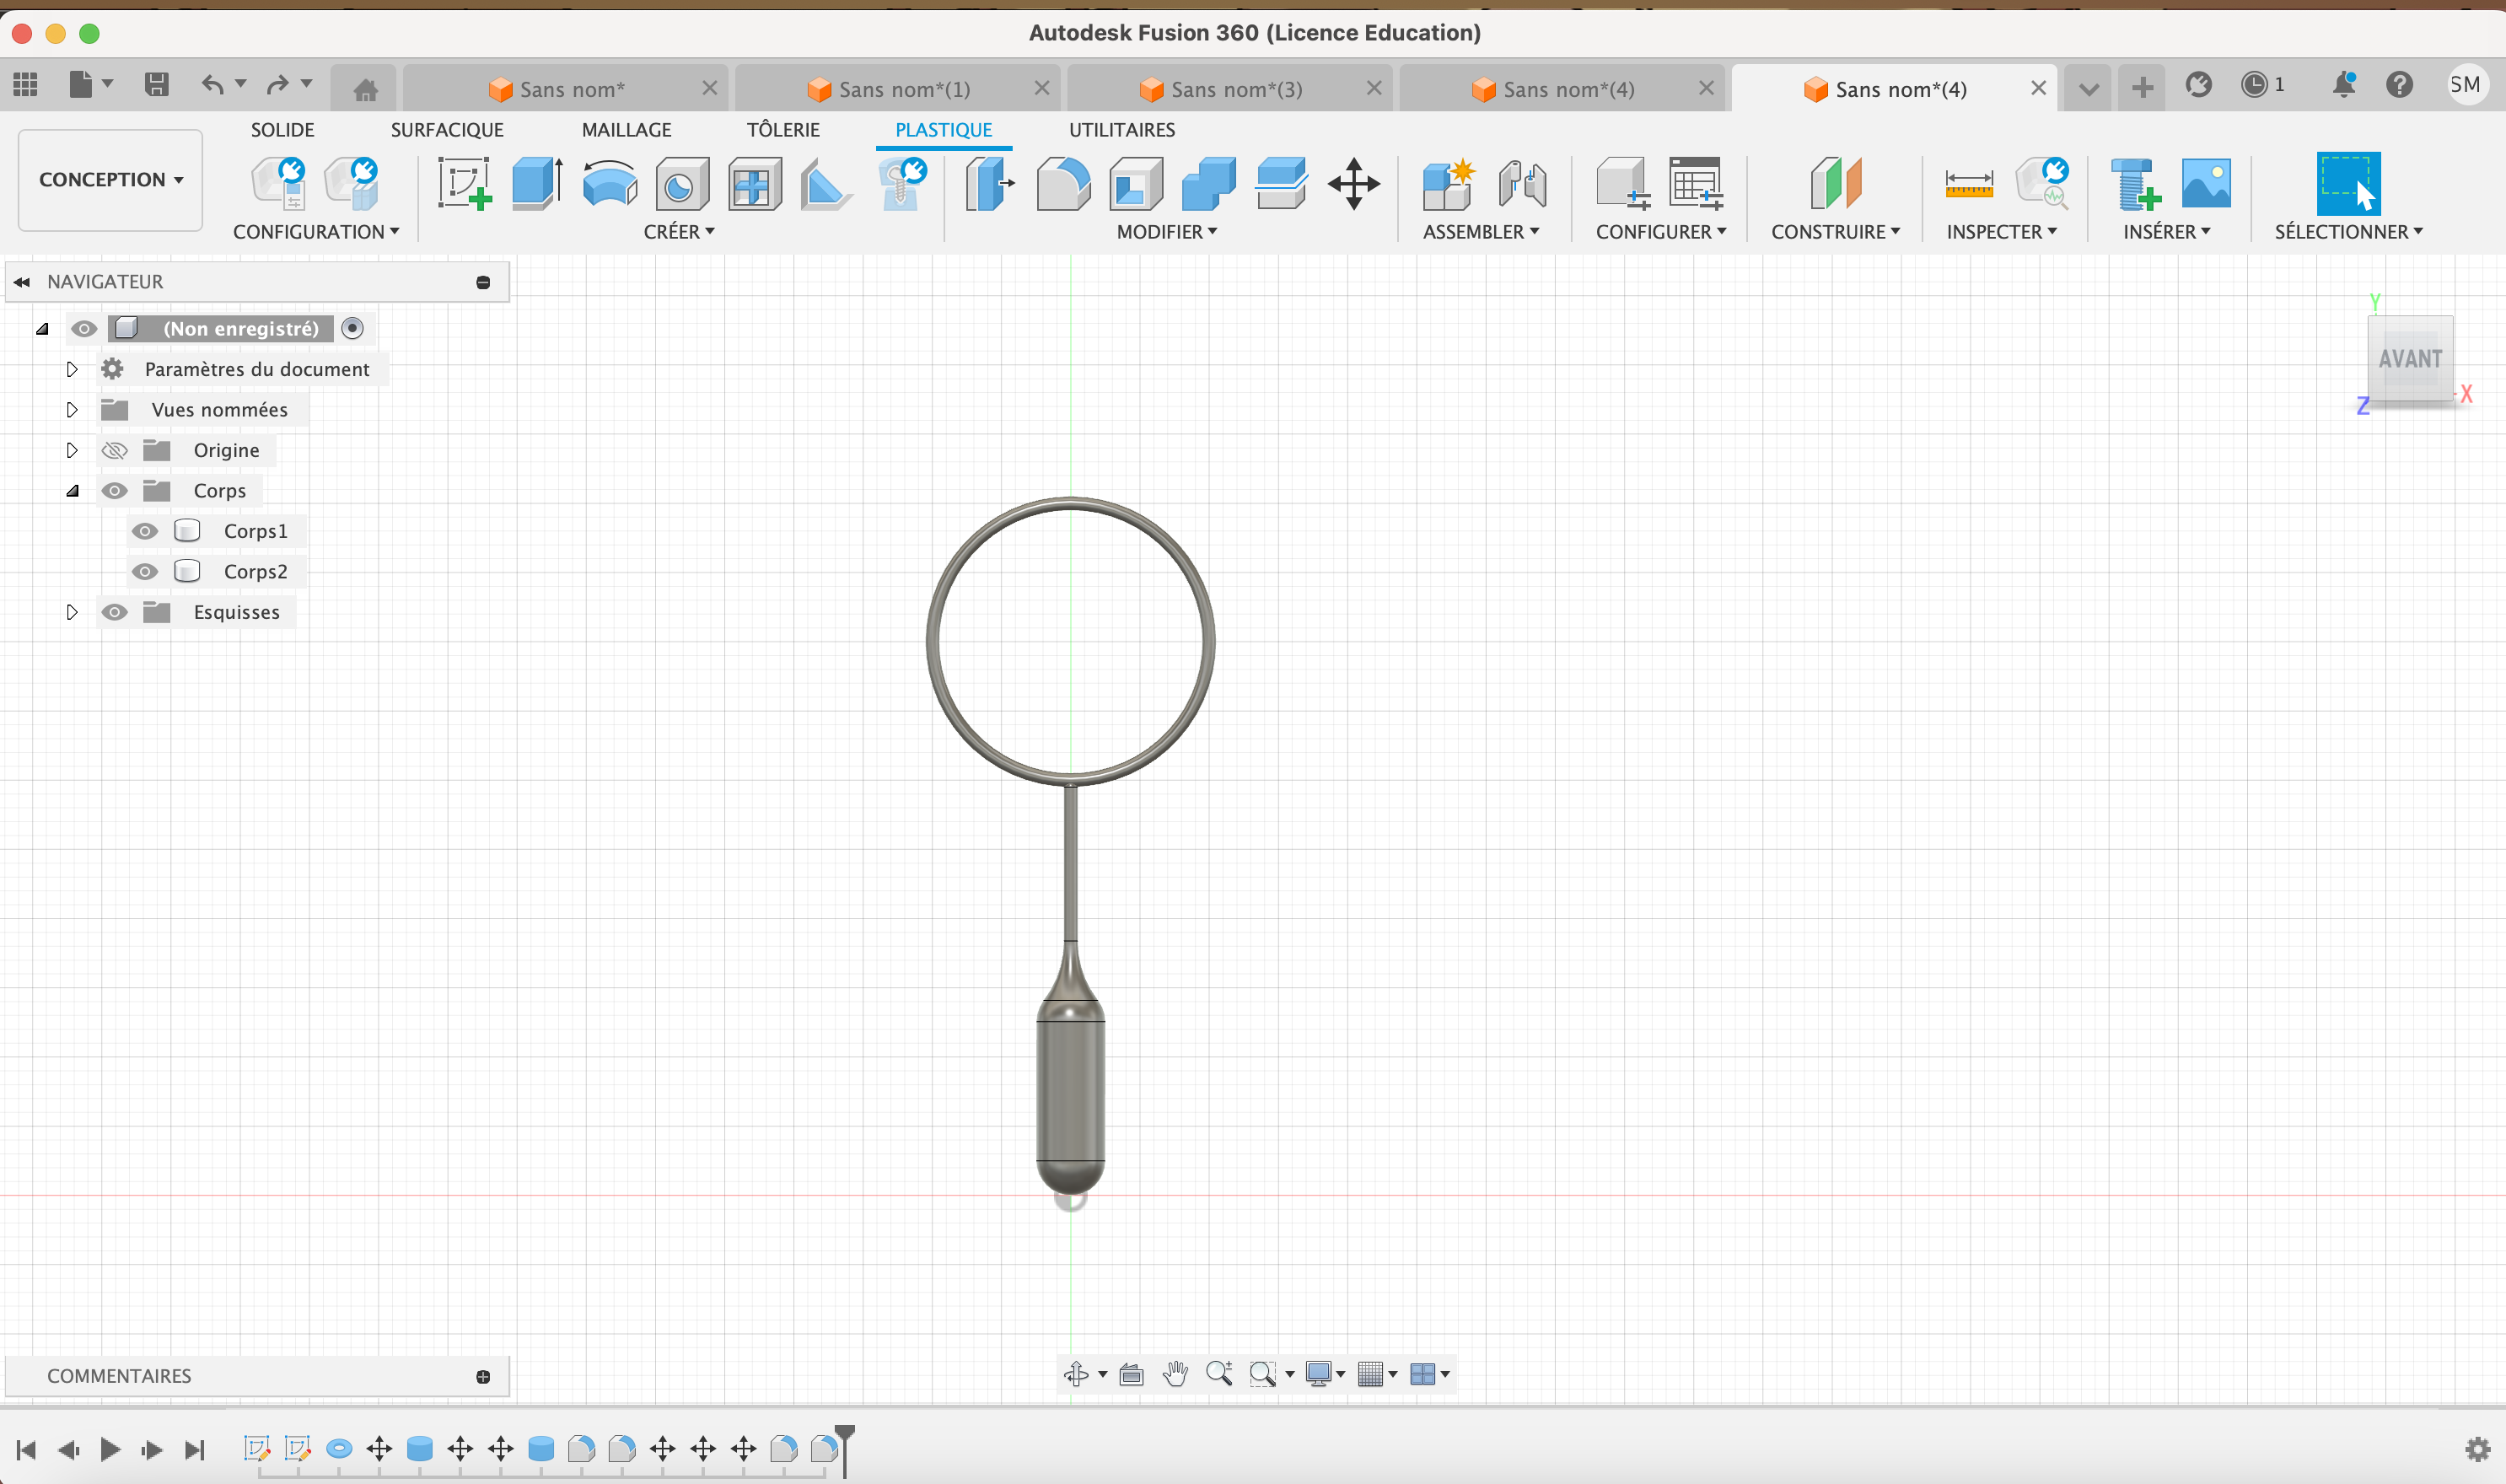 Autodesk Fusion 360 (Licence Education)
Sans nom*
Sans nom*(1)
Sans nom*(3)
Sans nom*(4)
Sans nom*(4)
1
SM
CONCEPTION
SOLIDE
SURFACIQUE
MAILLAGE
TÔLERIE
PLASTIQUE
UTILITAIRES
CONFIGURATION
CRÉER
MODIFIER
ASSEMBLER
CONFIGURER
CONSTRUIRE
INSPECTER
INSÉRER
SÉLECTIONNER
NAVIGATEUR
(Non enregistré)
Paramètres du document
Vues nommées
Origine
Corps
Corps1
Corps2
Esquisses
Y
AVANT
X
Z
COMMENTAIRES